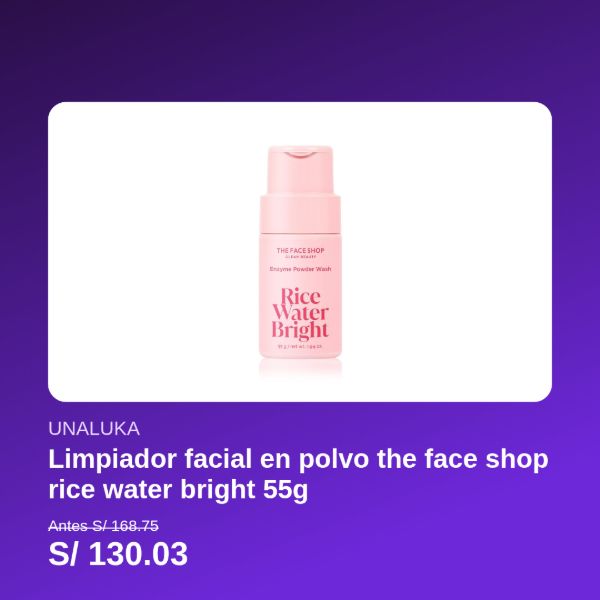 THE FACE SHOP
CLEAN BEAUTY
Enzyme Powder Wash
Rice
Water
Bright
UNALUKA
Limpiador facial en polvo the face shop
rice water bright 55g
Antes S/ 168.75
S/ 130.03